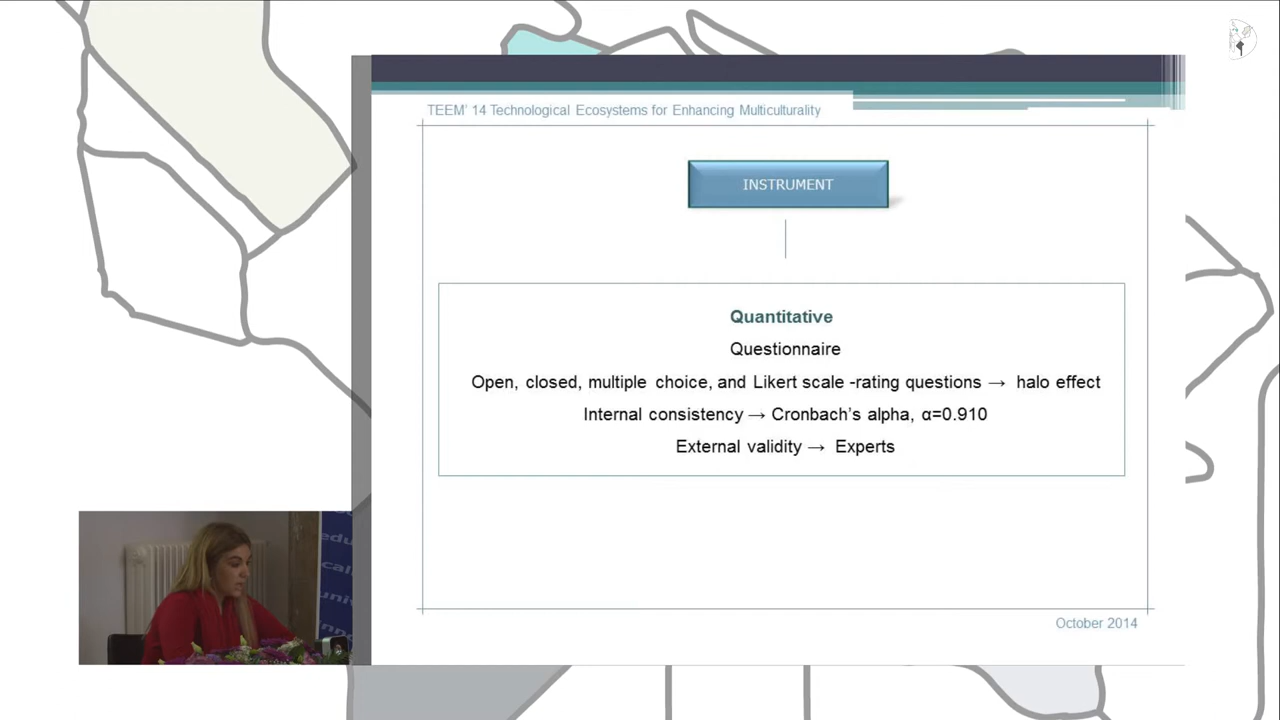 TEEM' 14 Technological Ecosystems for Enhancing Multiculturality
INSTRUMENT
Quantitative
Questionnaire
Open, closed, multiple choice, and Likert scale -rating questions → halo effect
Internal consistency → Cronbach's alpha, α=0.910
External validity → Experts
October 2014